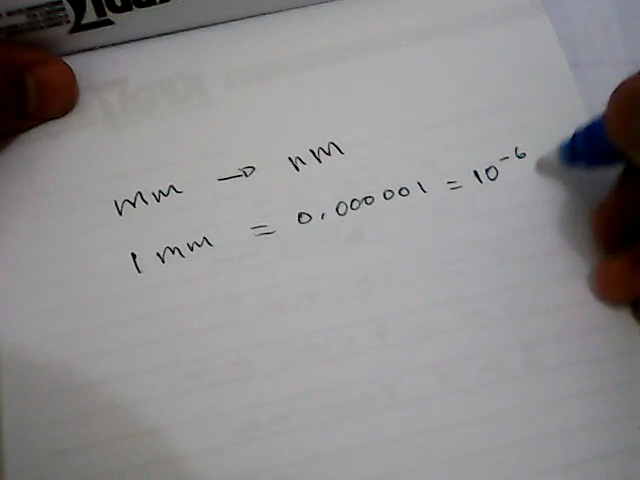 mm → nm
1 mm = 0,000001 = 10⁻⁶